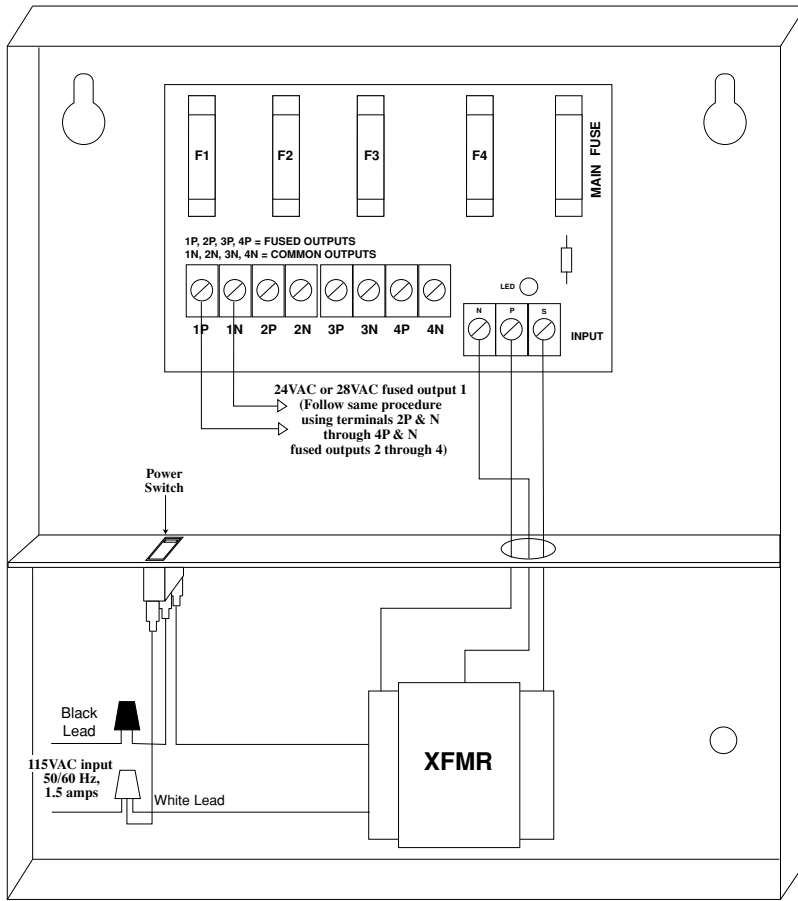 F1
F2
F3
F4
MAIN FUSE
1P, 2P, 3P, 4P = FUSED OUTPUTS
1N, 2N, 3N, 4N = COMMON OUTPUTS
LED
N P S
INPUT
1P 1N 2P 2N 3P 3N 4P 4N
24VAC or 28VAC fused output 1
(Follow same procedure
using terminals 2P & N
through 4P & N
fused outputs 2 through 4)
Power
Switch
Black
Lead
115VAC input
50/60 Hz,
1.5 amps
White Lead
XFMR